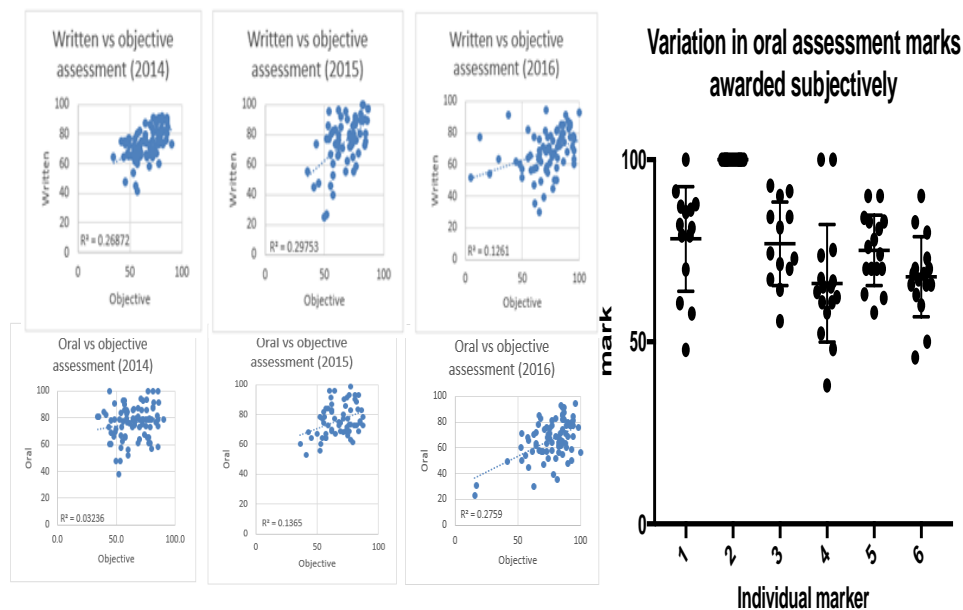 Written vs objective
assessment (2014)
100
80
60
40
20
0
Written
R² = 0.26872
0
50
100
Objective
Written vs objective
assessment (2015)
100
80
60
40
20
0
Written
R² = 0.29753
0
50
100
Objective
Written vs objective
assessment (2016)
100
80
60
40
20
0
Written
R² = 0.1261
0
50
100
Objective
Oral vs objective
assessment (2014)
100
80
60
40
20
0
Oral
R² = 0.03236
0.0
50.0
100.0
Objective
Oral vs objective
assessment (2015)
100
80
60
40
20
0
Oral
R² = 0.1365
0
50
100
Objective
Oral vs objective
assessment (2016)
100
80
60
40
20
0
Oral
R² = 0.2759
0
50
100
Objective
Variation in oral assessment marks
awarded subjectively
100
50
0
mark
1 2 3 4 5 6
Individual marker